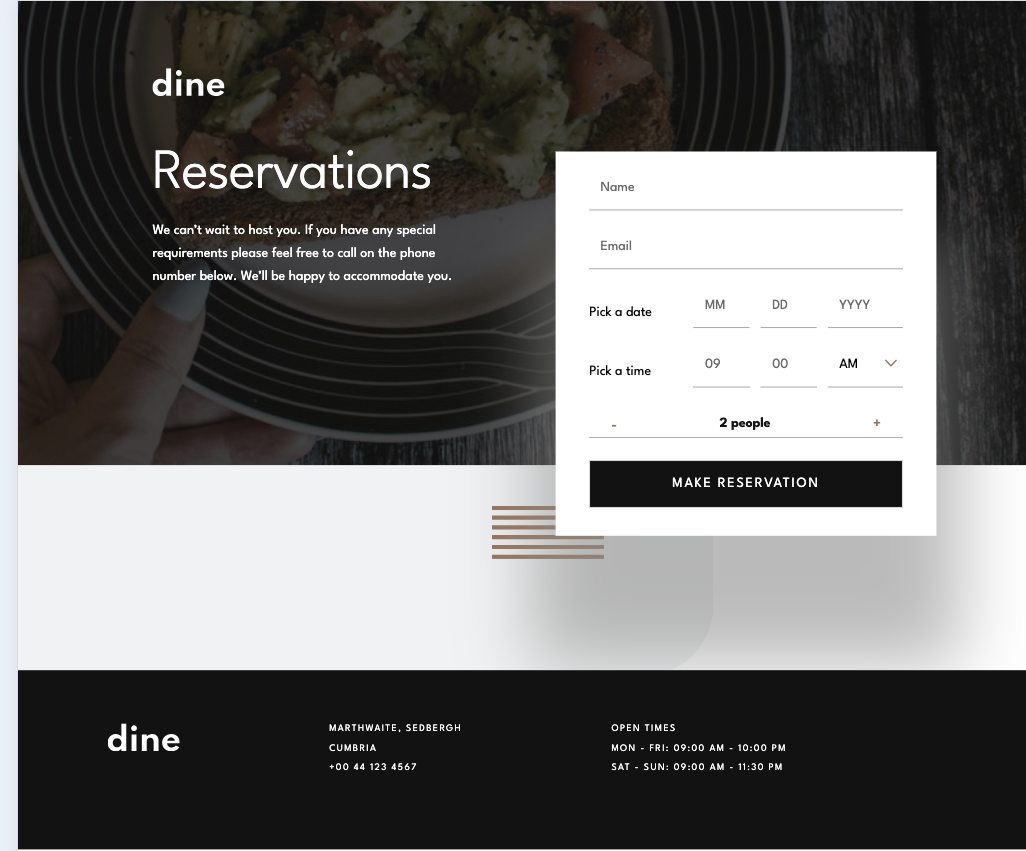 dine
Reservations
We can't wait to host you. If you have any special
requirements please feel free to call on the phone
number below. We'll be happy to accommodate you.
Name
Email
Pick a date MM DD YYYY
Pick a time 09 00 AM
- 2 people +
MAKE RESERVATION
dine
MARTHWAITE, SEDBERGH
CUMBRIA
+00 44 123 4567
OPEN TIMES
MON - FRI: 09:00 AM - 10:00 PM
SAT - SUN: 09:00 AM - 11:30 PM